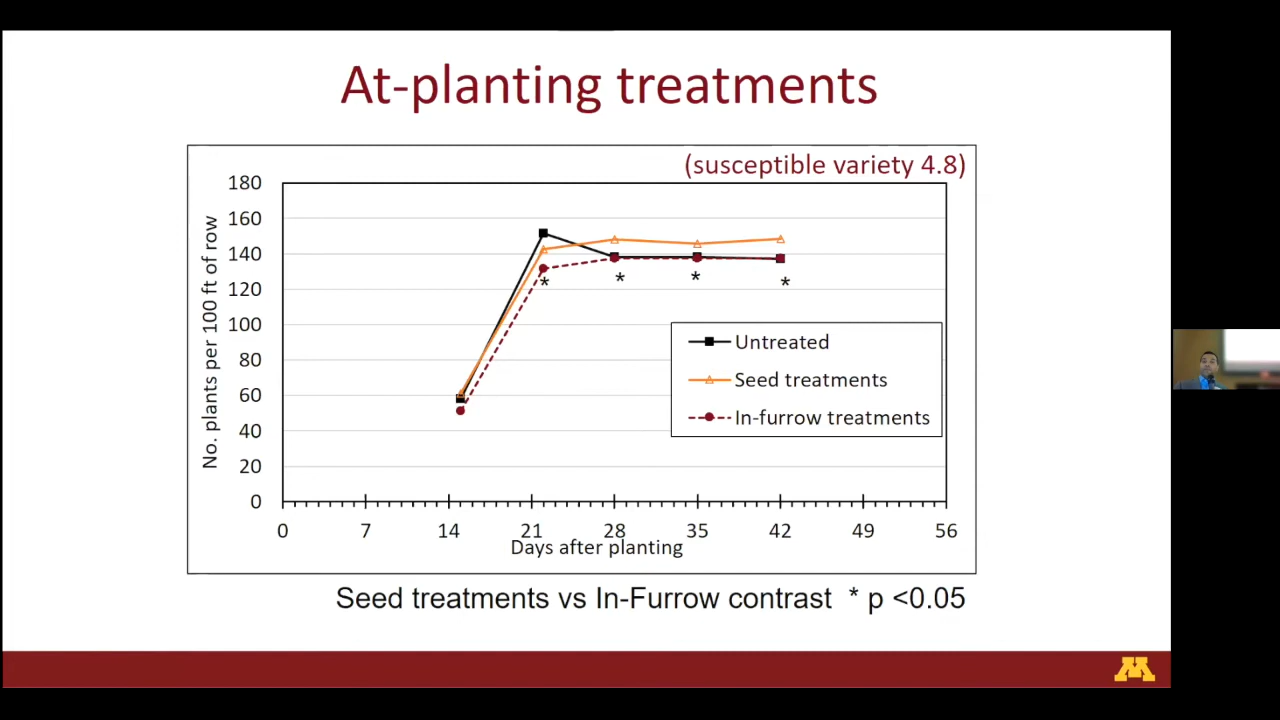 At-planting treatments
(susceptible variety 4.8)
No. plants per 100 ft of row
180
160
140
120
100
80
60
40
20
0
* * * *
Untreated
Seed treatments
In-furrow treatments
0 7 14 21 28 35 42 49 56
Days after planting
Seed treatments vs In-Furrow contrast * p <0.05
M